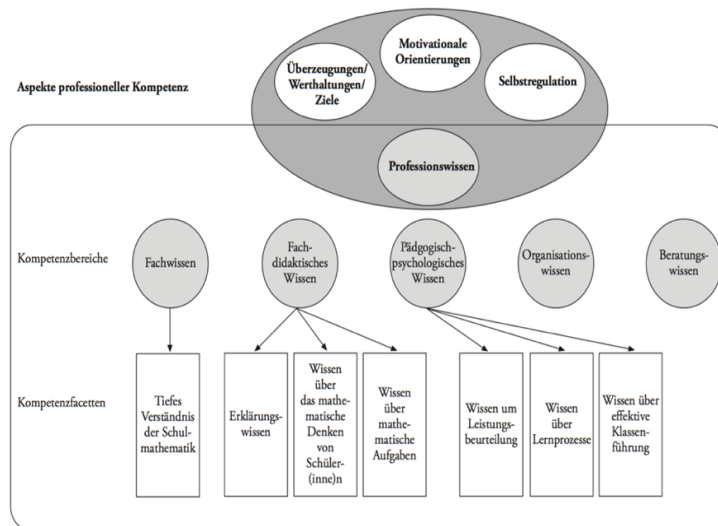 Motivationale
Orientierungen
Überzeugungen/
Werthaltungen/
Ziele
Selbstregulation
Aspekte professioneller Kompetenz
Professionswissen
Kompetenzbereiche
Fachwissen
Fach-
didaktisches
Wissen
Pädgogisch-
psychologisches
Wissen
Organisations-
wissen
Beratungs-
wissen
Kompetenzfacetten
Tiefes
Verständnis
der Schul-
mathematik
Erklärungs-
wissen
Wissen
über
das mathe-
matische
Denken
von
Schüler-
(inne)n
Wissen
über
mathe-
matische
Aufgaben
Wissen um
Leistungs-
beurteilung
Wissen
über
Lernprozesse
Wissen über
effektive
Klassen-
führung